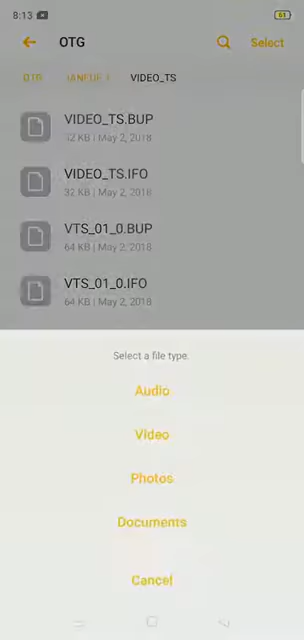 8:13
61
OTG
Select
OTG
VIDEO_TS
VIDEO_TS.BUP
32 KB | May 2, 2018
VIDEO_TS.IFO
32 KB | May 2, 2018
VTS_01_0.BUP
64 KB | May 2, 2018
VTS_01_0.IFO
64 KB | May 2, 2018
Select a file type.
Audio
Video
Photos
Documents
Cancel